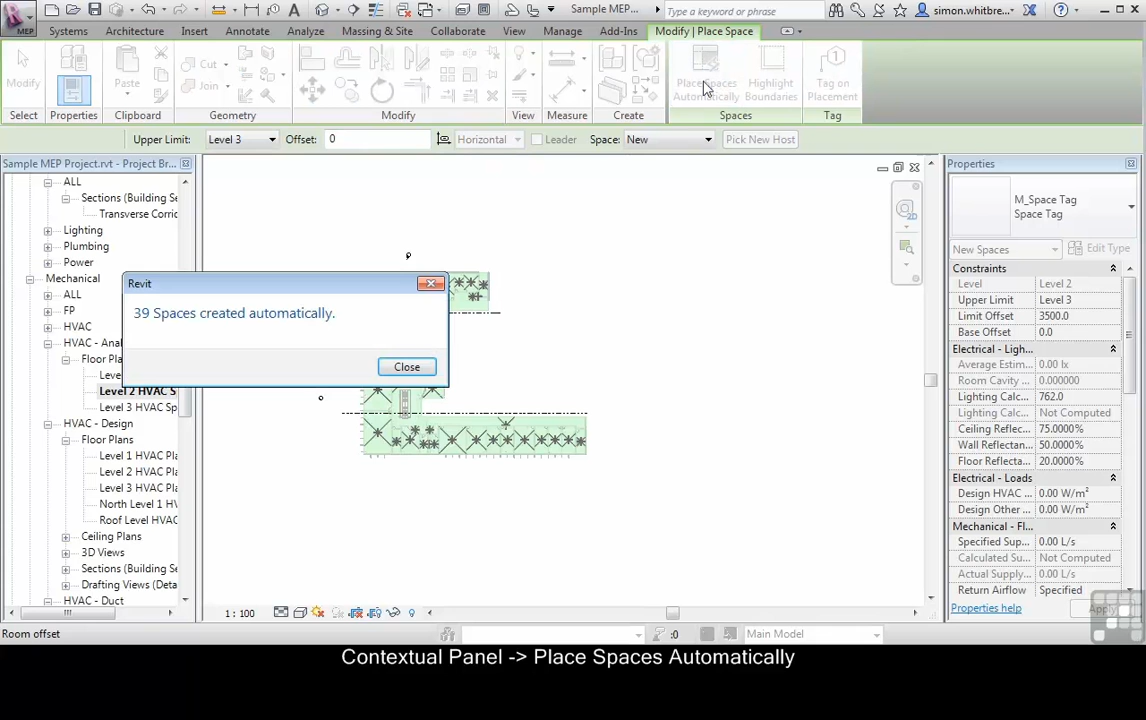 Sample MEP...
Type a keyword or phrase
simon.whitbre...
MEP
Systems
Architecture
Insert
Annotate
Analyze
Massing & Site
Collaborate
View
Manage
Add-Ins
Modify | Place Space
Modify
Paste
Cut
Join
Place Spaces Automatically
Highlight Boundaries
Tag on Placement
Select
Properties
Clipboard
Geometry
Modify
View
Measure
Create
Spaces
Tag
Upper Limit:
Level 3
Offset:
0
Horizontal
Leader
Space:
New
Pick New Host
Sample MEP Project.rvt - Project Br...
ALL
Sections (Building Se
Transverse Corric
Lighting
Plumbing
Power
Mechanical
ALL
FP
HVAC
HVAC - Anal
Floor Pla
Leve
Level 2 HVAC S
Level 3 HVAC Sp
HVAC - Design
Floor Plans
Level 1 HVAC Pla
Level 2 HVAC Pla
Level 3 HVAC Pla
North Level 1 HV
Roof Level HVAC
Ceiling Plans
3D Views
Sections (Building Se
Drafting Views (Deta
HVAC - Duct
Revit
39 Spaces created automatically.
Close
2D
Properties
M_Space Tag
Space Tag
New Spaces
Edit Type
Constraints
Level
Level 2
Upper Limit
Level 3
Limit Offset
3500.0
Base Offset
0.0
Electrical - Ligh...
Average Estim...
0.00 lx
Room Cavity ...
0.000000
Lighting Calc...
762.0
Lighting Calc...
Not Computed
Ceiling Reflec...
75.0000%
Wall Reflectan...
50.0000%
Floor Reflecta...
20.0000%
Electrical - Loads
Design HVAC ...
0.00 W/m²
Design Other ...
0.00 W/m²
Mechanical - Fl...
Specified Sup...
0.00 L/s
Calculated Su...
Not Computed
Actual Supply...
0.00 L/s
Return Airflow
Specified
Properties help
Apply
1 : 100
Room offset
:0
Main Model
Contextual Panel -> Place Spaces Automatically